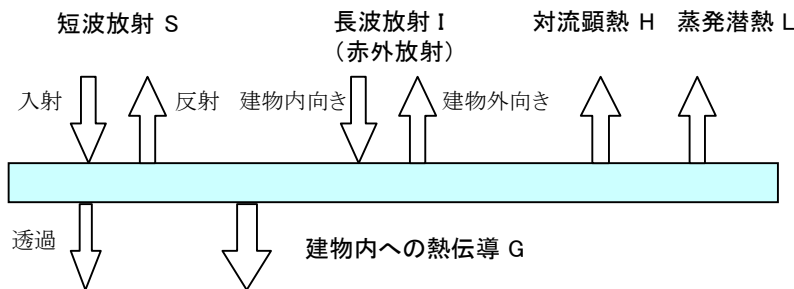 短波放射 S
長波放射 I
（赤外放射）
対流顕熱 H
蒸発潜熱 L
入射
反射
建物内向き
建物外向き
透過
建物内への熱伝導 G